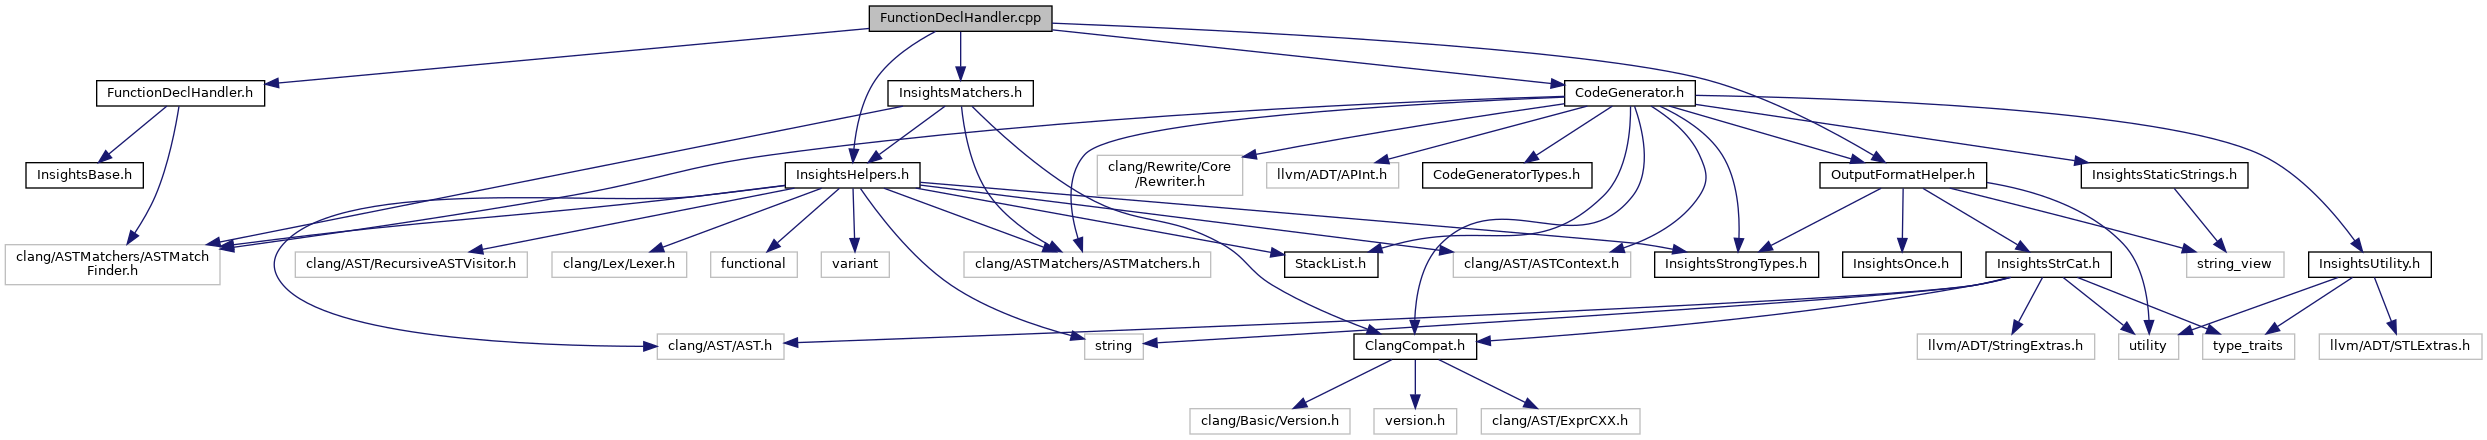 FunctionDeclHandler.cpp
FunctionDeclHandler.h
InsightsMatchers.h
CodeGenerator.h
InsightsBase.h
InsightsHelpers.h
clang/Rewrite/Core
/Rewriter.h
llvm/ADT/APInt.h
CodeGeneratorTypes.h
OutputFormatHelper.h
InsightsStaticStrings.h
clang/ASTMatchers/ASTMatch
Finder.h
clang/AST/RecursiveASTVisitor.h
clang/Lex/Lexer.h
functional
variant
clang/ASTMatchers/ASTMatchers.h
StackList.h
clang/AST/ASTContext.h
InsightsStrongTypes.h
InsightsOnce.h
InsightsStrCat.h
string_view
InsightsUtility.h
clang/AST/AST.h
string
ClangCompat.h
llvm/ADT/StringExtras.h
utility
type_traits
llvm/ADT/STLExtras.h
clang/Basic/Version.h
version.h
clang/AST/ExprCXX.h